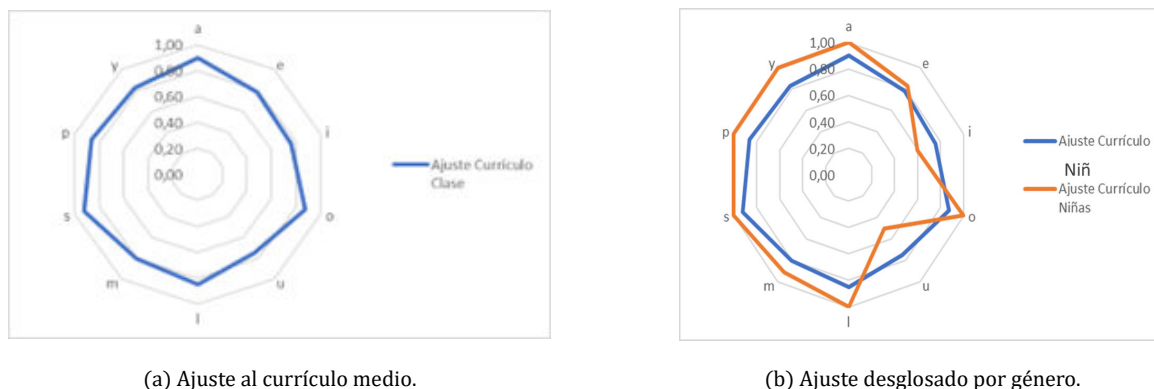 a
1,00
y
e
0,80
0,60
0,40
p
i
0,20
0,00
Ajuste Currículo
Clase
s
o
m
u
l
(a) Ajuste al currículo medio.
a
1,00
y
e
0,80
0,60
0,40
p
i
0,20
0,00
Ajuste Currículo
Niñ
Ajuste Currículo
Niñas
s
o
m
u
l
(b) Ajuste desglosado por género.